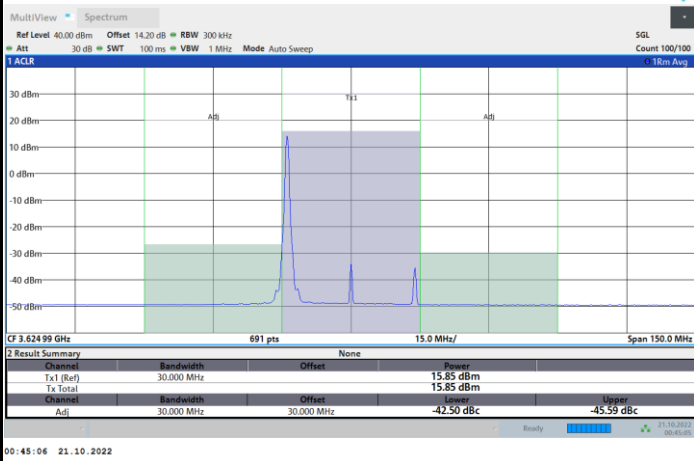 MultiView Spectrum
Ref Level 40.00 dBm Offset 14.20 dB RBW 300 kHz SGL
Att 30 dB SWT 100 ms VBW 1 MHz Mode Auto Sweep Count 100/100
1 ACLR 1Rm Avg
30 dBm
Tx1
20 dBm
Adj Adj
10 dBm
0 dBm
-10 dBm
-20 dBm
-30 dBm
-40 dBm
-50 dBm
CF 3.624 99 GHz 691 pts 15.0 MHz/ Span 150.0 MHz
2 Result Summary None
Channel Bandwidth Offset Power
Tx1 (Ref) 30.000 MHz 15.85 dBm
Tx Total 15.85 dBm
Channel Bandwidth Offset Lower Upper
Adj 30.000 MHz 30.000 MHz -42.50 dBc -45.59 dBc
Ready 21.10.2022
00:45:05
00:45:06 21.10.2022